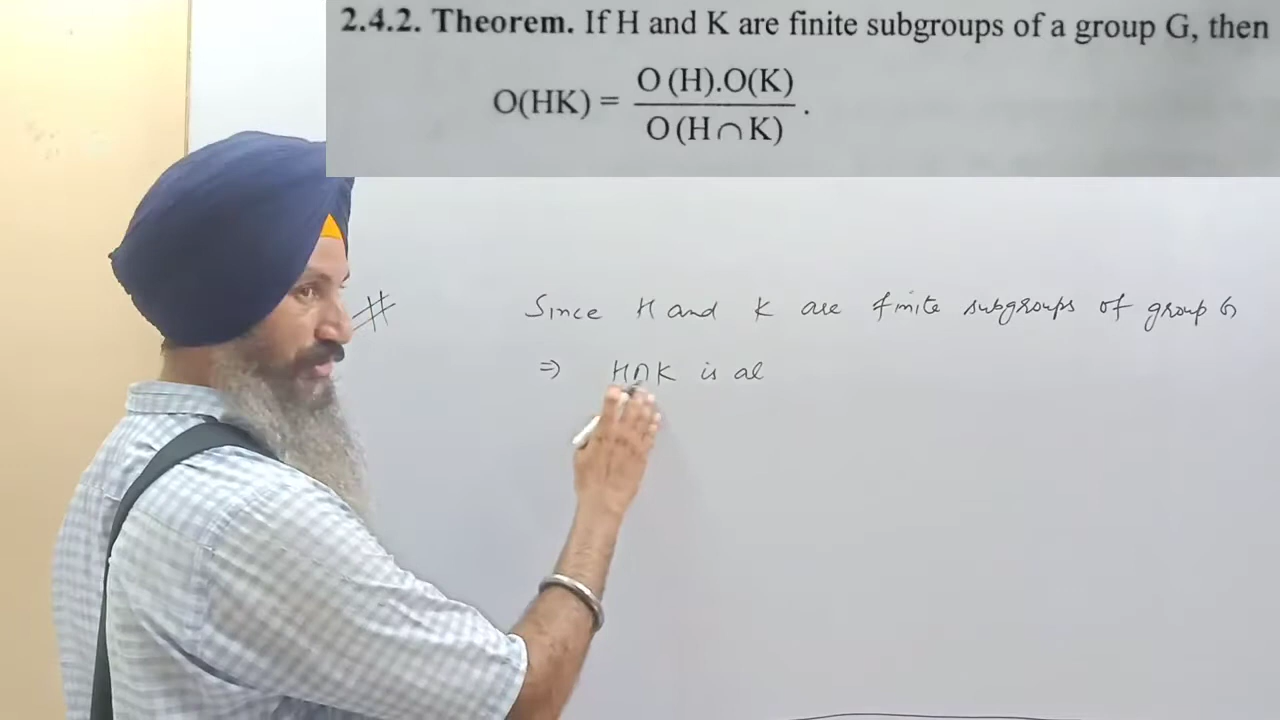 2.4.2. Theorem. If H and K are finite subgroups of a group G, then
O(HK) = O(H).O(K) / O(H∩K) .
# Since H and K are finite subgroups of group G
⇒ H∩K is al